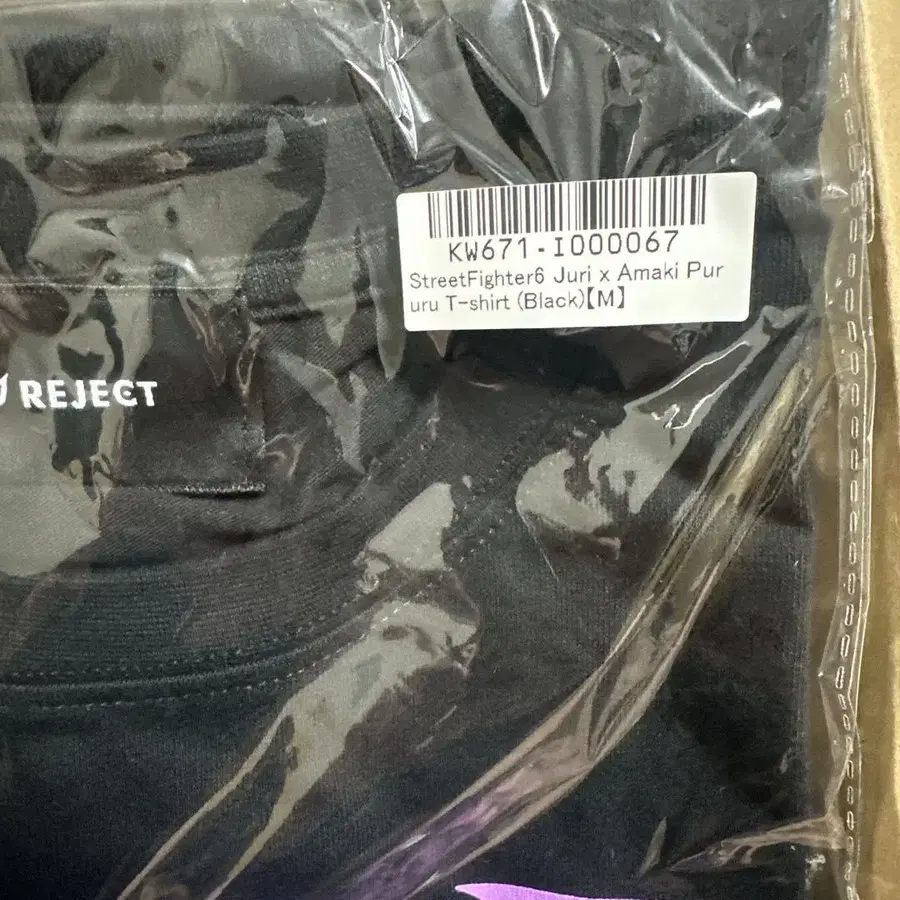 KW671-I000067
StreetFighter6 Juri x Amaki Pur
uru T-shirt (Black)【M】
REJECT